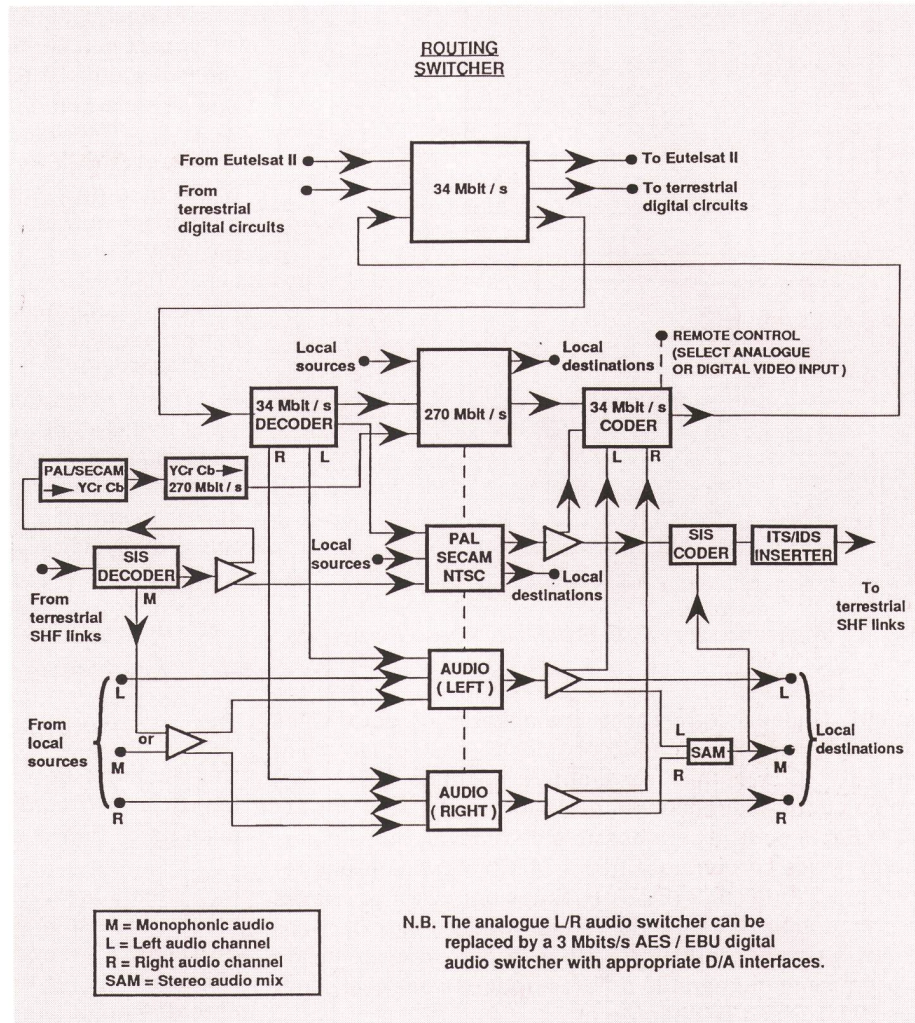 ROUTING
SWITCHER
From Eutelsat II
34 Mbit / s
To Eutelsat II
From
terrestrial
digital circuits
To terrestrial
digital circuits
Local
sources
Local
destinations
REMOTE CONTROL
(SELECT ANALOGUE
OR DIGITAL VIDEO INPUT )
34 Mbit / s
DECODER
270 Mbit / s
34 Mbit / s
CODER
R
L
L
R
PAL/SECAM
YCr Cb
YCr Cb
270 Mbit / s
Local
sources
PAL
SECAM
NTSC
Local
destinations
SIS
CODER
ITS/IDS
INSERTER
SIS
DECODER
M
From
terrestrial
SHF links
To
terrestrial
SHF links
L
From
local
sources
or
M
R
AUDIO
( LEFT )
AUDIO
( RIGHT )
L
R
SAM
L
M
R
Local
destinations
M = Monophonic audio
L = Left audio channel
R = Right audio channel
SAM = Stereo audio mix
N.B. The analogue L/R audio switcher can be
replaced by a 3 Mbits/s AES / EBU digital
audio switcher with appropriate D/A interfaces.